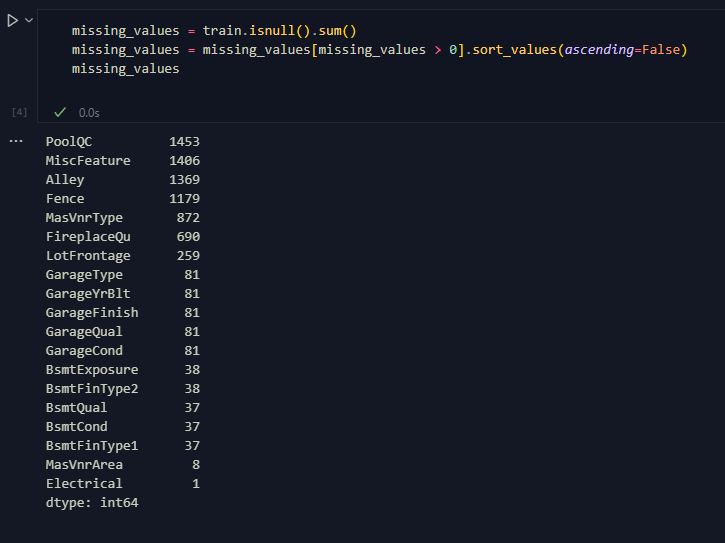 missing_values = train.isnull().sum()
missing_values = missing_values[missing_values > 0].sort_values(ascending=False)
missing_values
[4] 0.0s
PoolQC 1453
MiscFeature 1406
Alley 1369
Fence 1179
MasVnrType 872
FireplaceQu 690
LotFrontage 259
GarageType 81
GarageYrBlt 81
GarageFinish 81
GarageQual 81
GarageCond 81
BsmtExposure 38
BsmtFinType2 38
BsmtQual 37
BsmtCond 37
BsmtFinType1 37
MasVnrArea 8
Electrical 1
dtype: int64